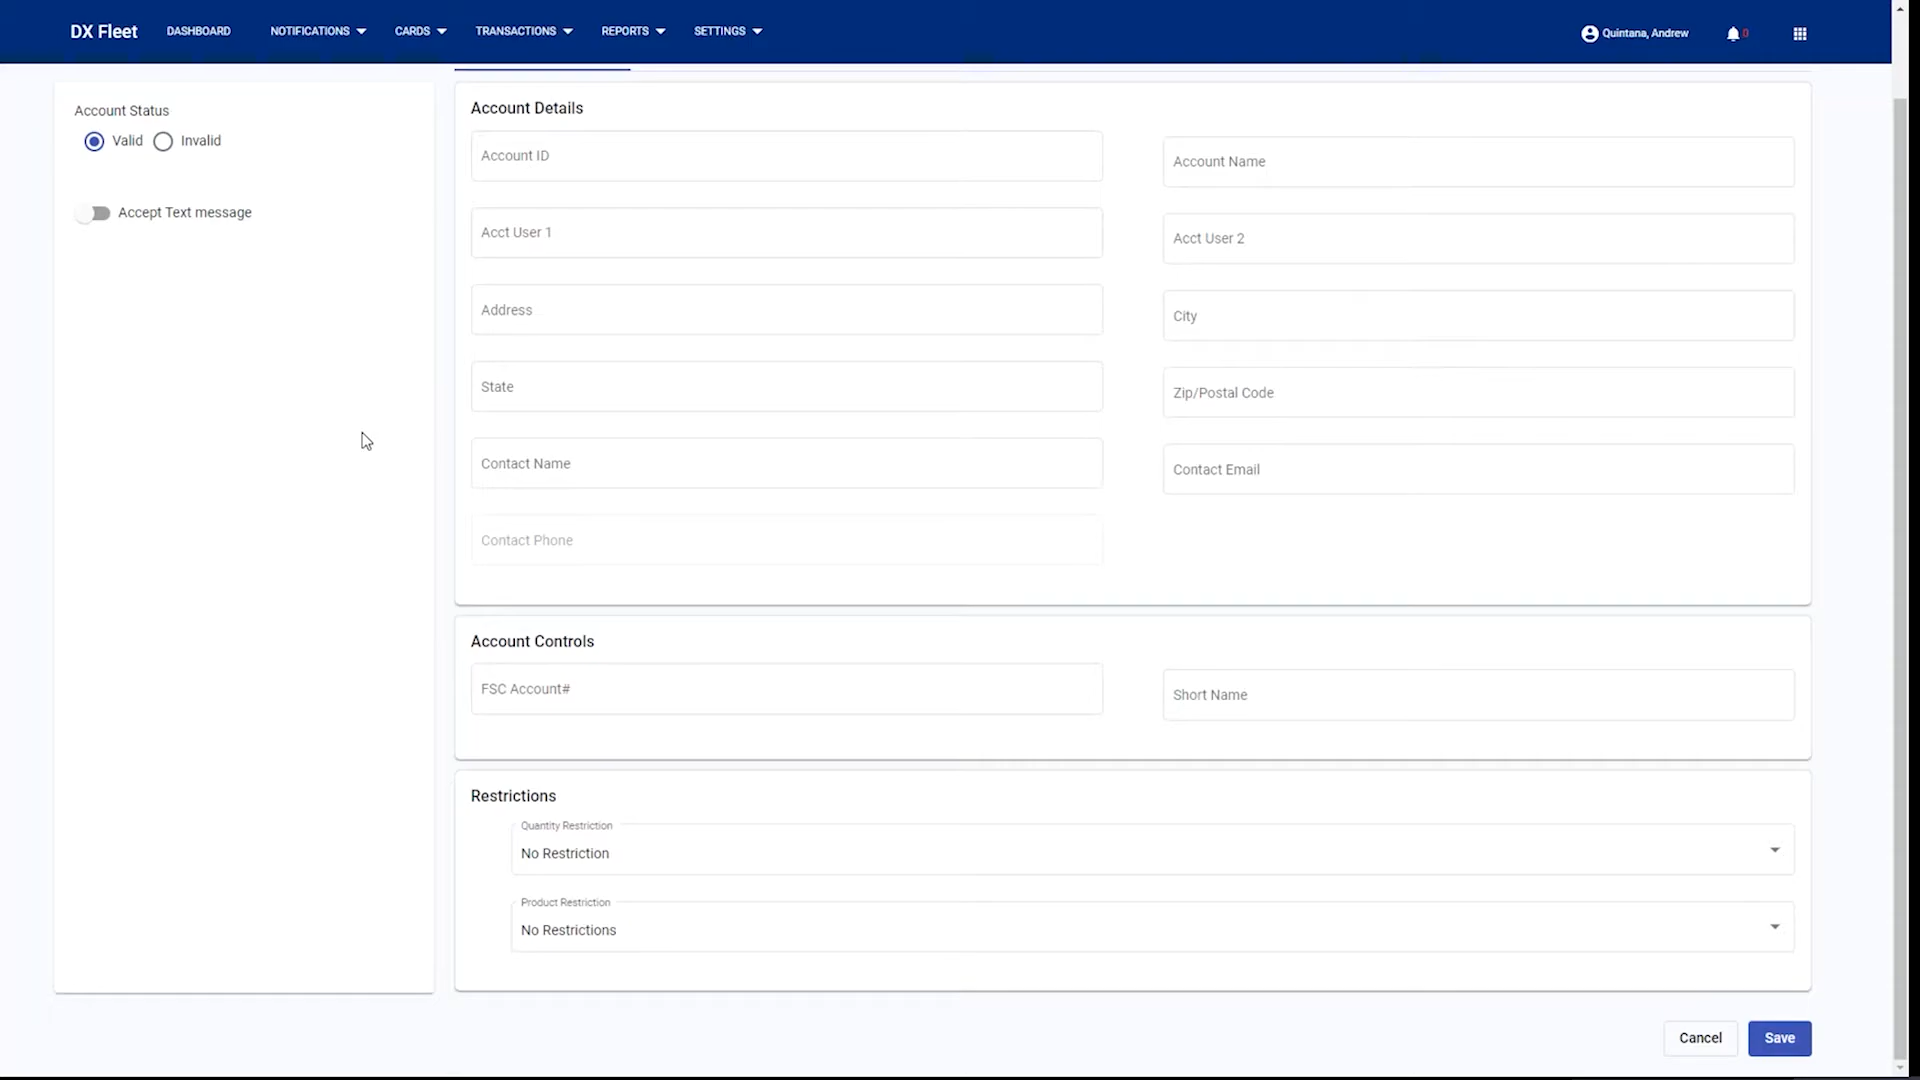 DX Fleet DASHBOARD NOTIFICATIONS CARDS TRANSACTIONS REPORTS SETTINGS Quintana, Andrew 0
Account Status
Valid Invalid
Accept Text message
Account Details
Account ID Account Name
Acct User 1 Acct User 2
Address City
State Zip/Postal Code
Contact Name Contact Email
Contact Phone
Account Controls
FSC Account# Short Name
Restrictions
Quantity Restriction
No Restriction
Product Restriction
No Restrictions
Cancel Save